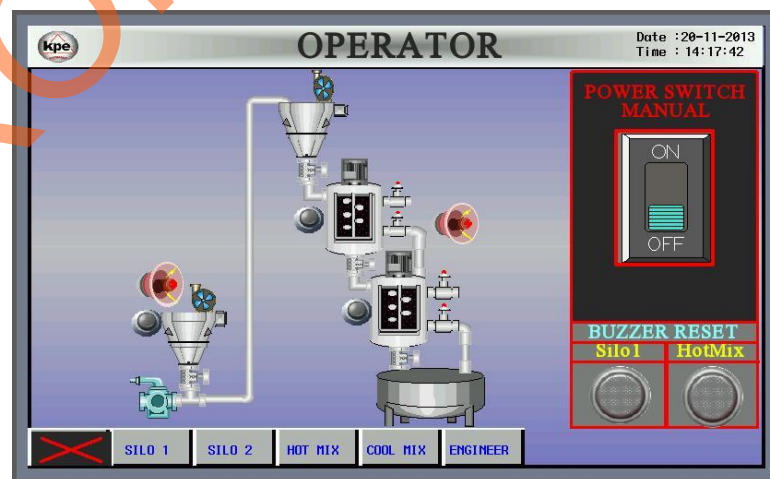 kpe
OPERATOR
Date :20-11-2013
Time : 14:17:42
POWER SWITCH
MANUAL
ON
OFF
BUZZER RESET
Silo1 HotMix
SILO 1 SILO 2 HOT MIX COOL MIX ENGINEER